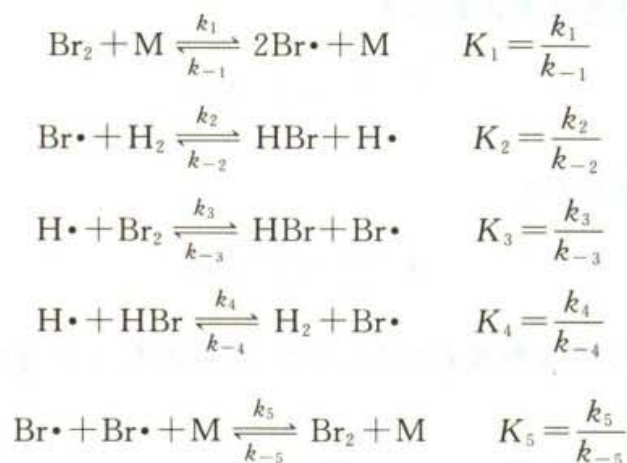 Br₂+M ⇌ 2Br•+M k₁ k₋₁ K₁=k₁/k₋₁
Br•+H₂ ⇌ HBr+H• k₂ k₋₂ K₂=k₂/k₋₂
H•+Br₂ ⇌ HBr+Br• k₃ k₋₃ K₃=k₃/k₋₃
H•+HBr ⇌ H₂+Br• k₄ k₋₄ K₄=k₄/k₋₄
Br•+Br•+M ⇌ Br₂+M k₅ k₋₅ K₅=k₅/k₋₅